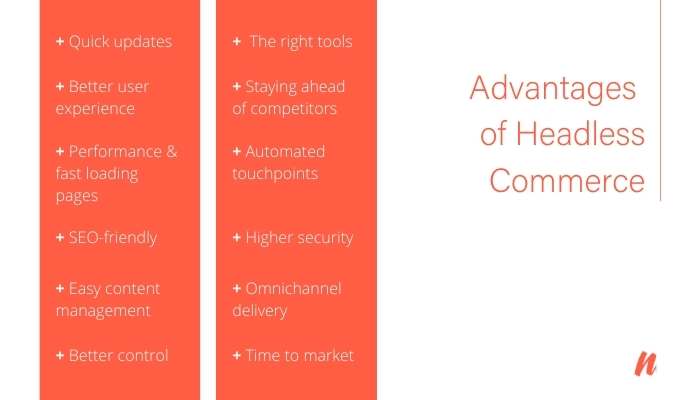 + Quick updates
+ Better user
experience
+ Performance &
fast loading
pages
+ SEO-friendly
+ Easy content
management
+ Better control
+ The right tools
+ Staying ahead
of competitors
+ Automated
touchpoints
+ Higher security
+ Omnichannel
delivery
+ Time to market
Advantages
of Headless
Commerce
n